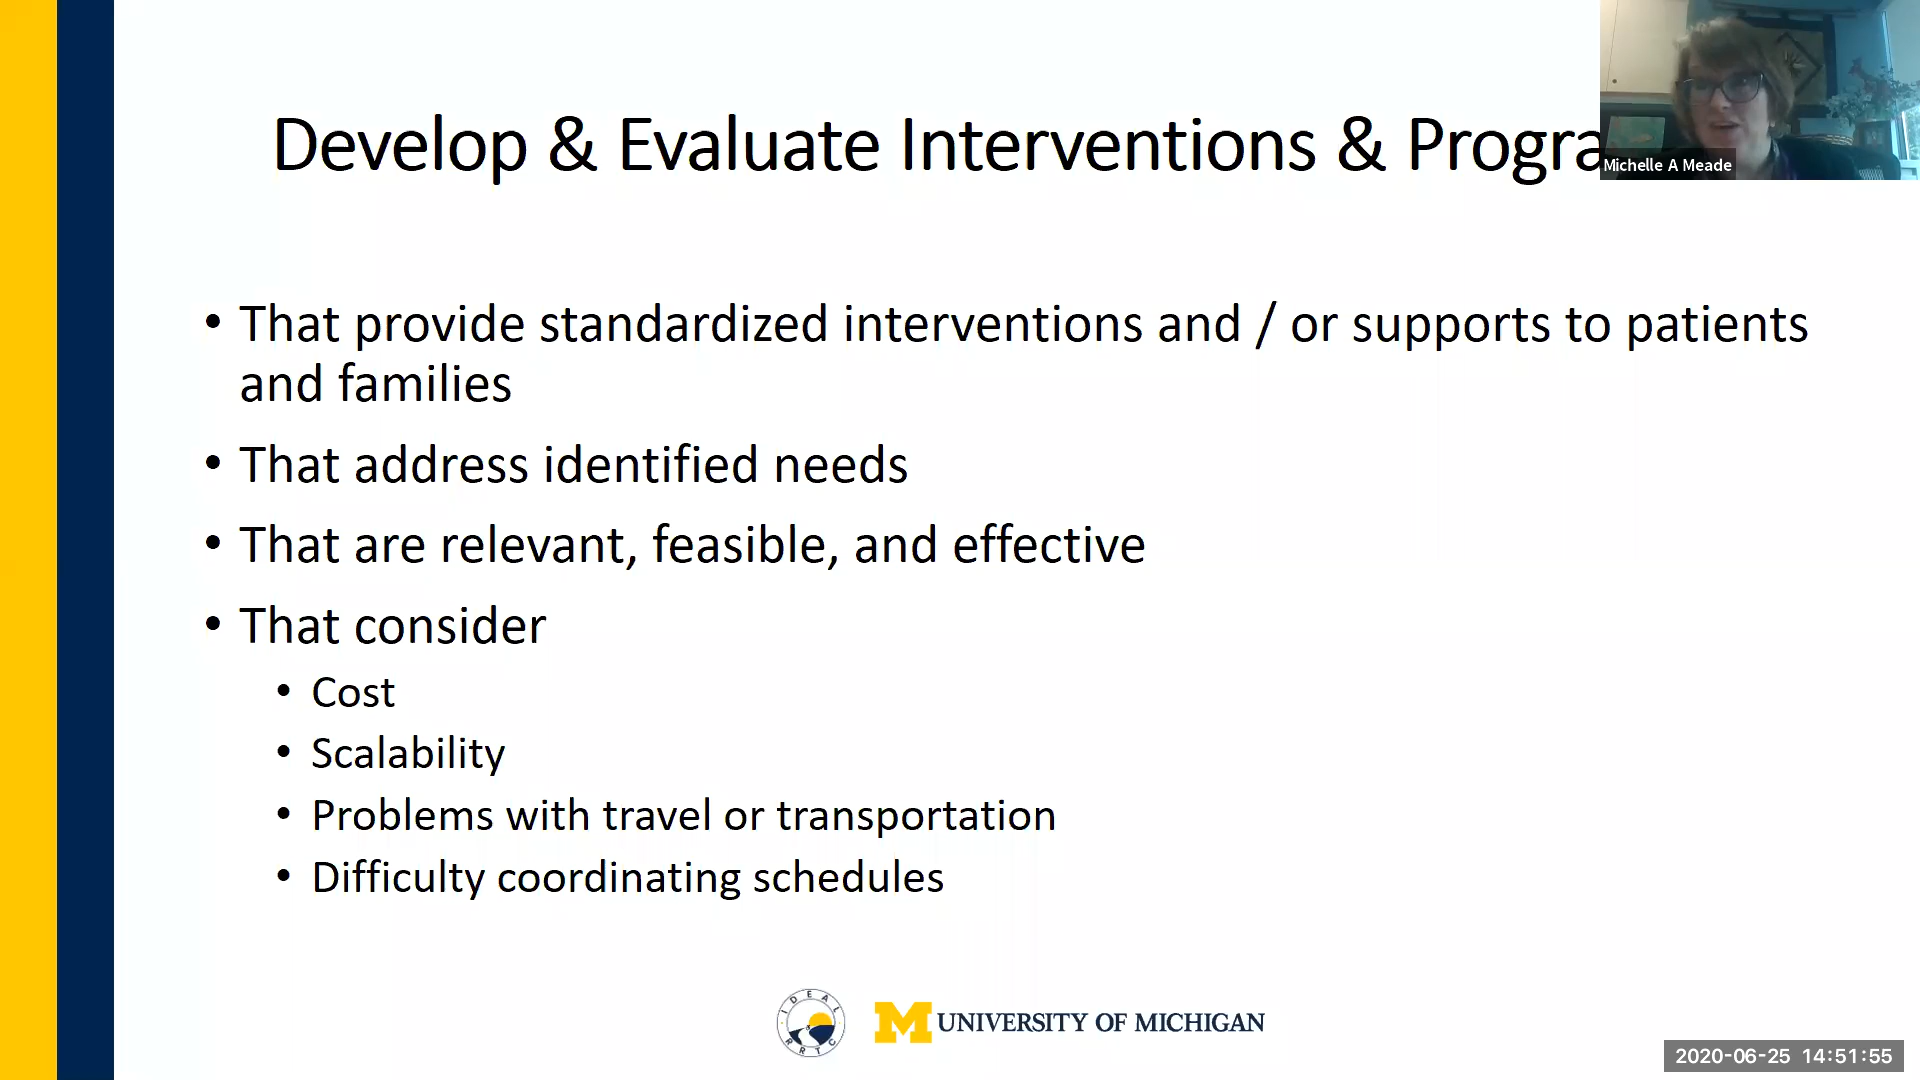 Develop & Evaluate Interventions & Progra
Michelle A Meade
• That provide standardized interventions and / or supports to patients
and families
• That address identified needs
• That are relevant, feasible, and effective
• That consider
• Cost
• Scalability
• Problems with travel or transportation
• Difficulty coordinating schedules
IDEAL
RRTC
M UNIVERSITY OF MICHIGAN
2020-06-25 14:51:55